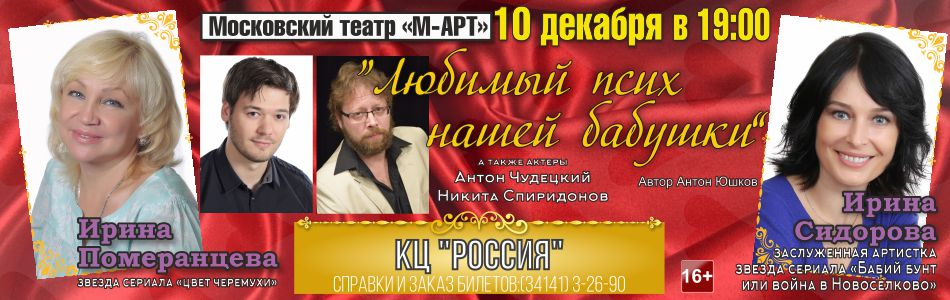 Московский театр «М-АРТ»
10 декабря в 19:00
"Любимый псих
нашей бабушки"
А ТАКЖЕ АКТЕРЫ
Антон Чудецкий
Никита Спиридонов
Автор Антон Юшков
Ирина
Померанцева
ЗВЕЗДА СЕРИАЛА «ЦВЕТ ЧЕРЕМУХИ»
КЦ "РОССИЯ"
СПРАВКИ И ЗАКАЗ БИЛЕТОВ:(34141) 3-26-90
16+
Ирина
Сидорова
ЗАСЛУЖЕННАЯ АРТИСТКА
ЗВЕЗДА СЕРИАЛА «БАБИЙ БУНТ
ИЛИ ВОЙНА В НОВОСЁЛКОВО»